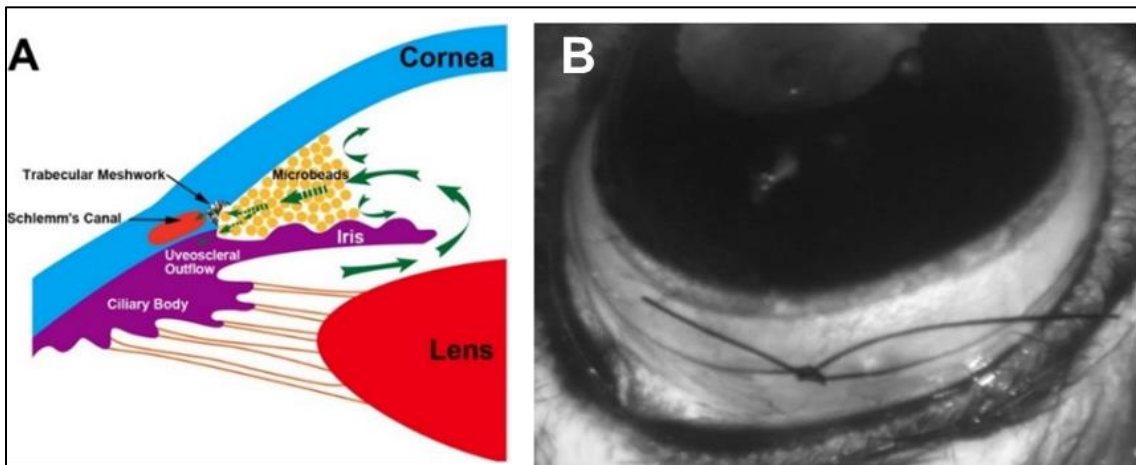 A
Cornea
Trabecular Meshwork
Microbeads
Schlemm's Canal
Iris
Uveoscleral
Outflow
Ciliary Body
Lens
B